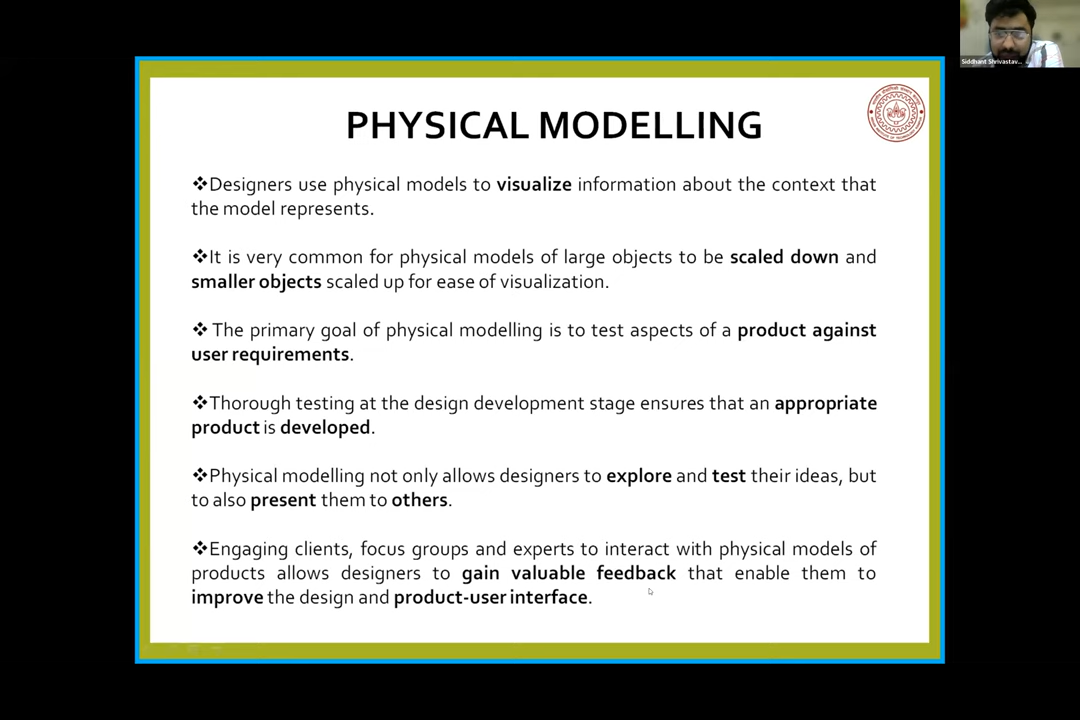 Siddhant Shrivastav...
PHYSICAL MODELLING
❖Designers use physical models to visualize information about the context that
the model represents.
❖It is very common for physical models of large objects to be scaled down and
smaller objects scaled up for ease of visualization.
❖ The primary goal of physical modelling is to test aspects of a product against
user requirements.
❖Thorough testing at the design development stage ensures that an appropriate
product is developed.
❖Physical modelling not only allows designers to explore and test their ideas, but
to also present them to others.
❖Engaging clients, focus groups and experts to interact with physical models of
products allows designers to gain valuable feedback that enable them to
improve the design and product-user interface.